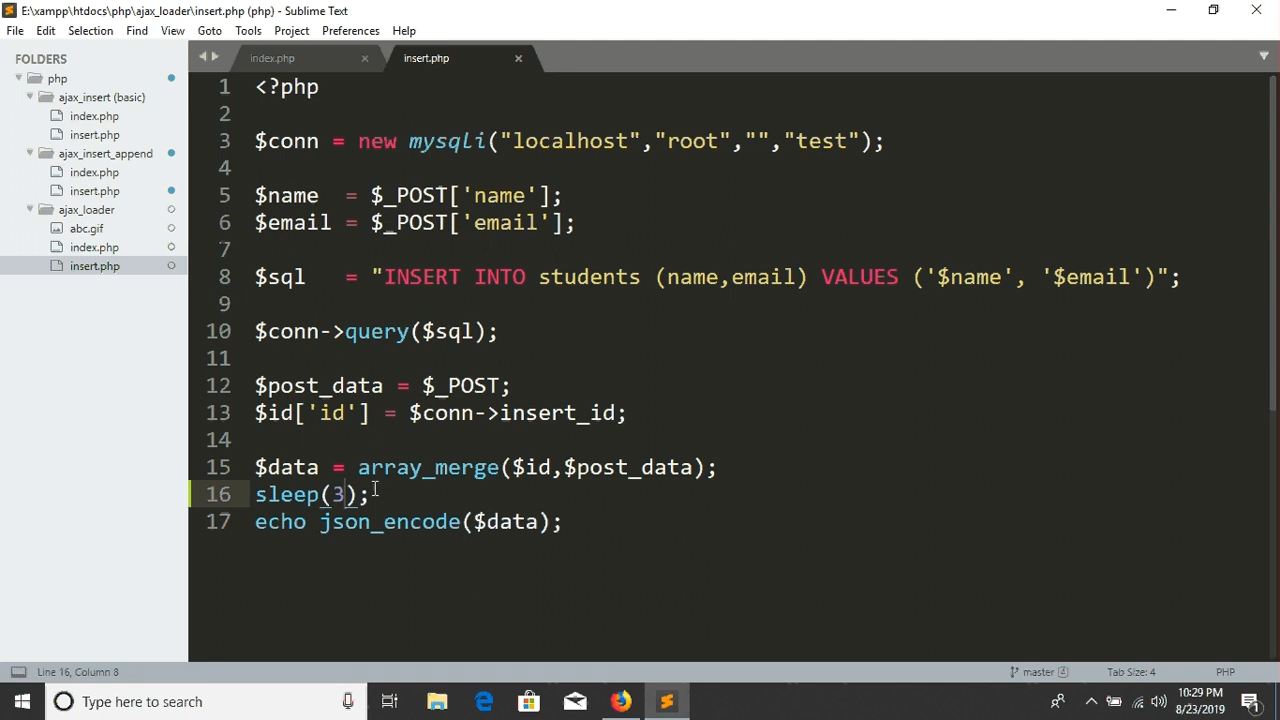 E:\xampp\htdocs\php\ajax_loader\insert.php (php) - Sublime Text
File Edit Selection Find View Goto Tools Project Preferences Help
FOLDERS
php
ajax_insert (basic)
index.php
insert.php
ajax_insert_append
index.php
insert.php
ajax_loader
abc.gif
index.php
insert.php
index.php × insert.php ×
1 <?php
2
3 $conn = new mysqli("localhost","root","","test");
4
5 $name  = $_POST['name'];
6 $email = $_POST['email'];
7
8 $sql   = "INSERT INTO students (name,email) VALUES ('$name', '$email')";
9
10 $conn->query($sql);
11
12 $post_data = $_POST;
13 $id['id'] = $conn->insert_id;
14
15 $data = array_merge($id,$post_data);
16 sleep(3);
17 echo json_encode($data);
Line 16, Column 8 master 4 Tab Size: 4 PHP
Type here to search
10:29 PM
8/23/2019
1